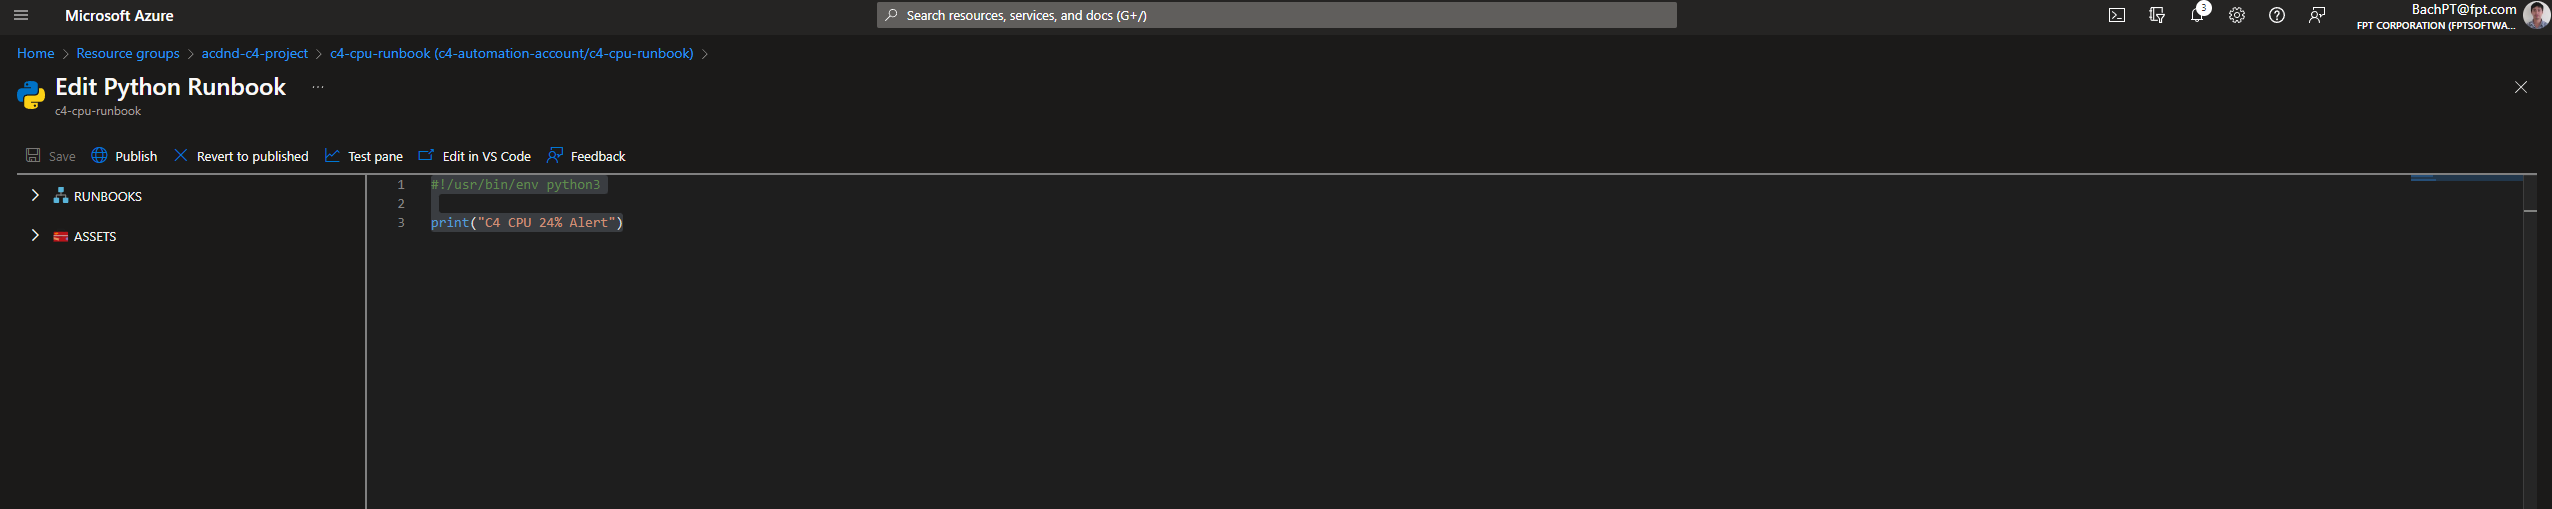 Microsoft Azure
Search resources, services, and docs (G+/)
3
BachPT@fpt.com
FPT CORPORATION (FPTSOFTWA...
Home > Resource groups > acdnd-c4-project > c4-cpu-runbook (c4-automation-account/c4-cpu-runbook) >
Edit Python Runbook ...
c4-cpu-runbook
Save Publish Revert to published Test pane Edit in VS Code Feedback
RUNBOOKS
ASSETS
1 #!/usr/bin/env python3
2
3 print("C4 CPU 24% Alert")